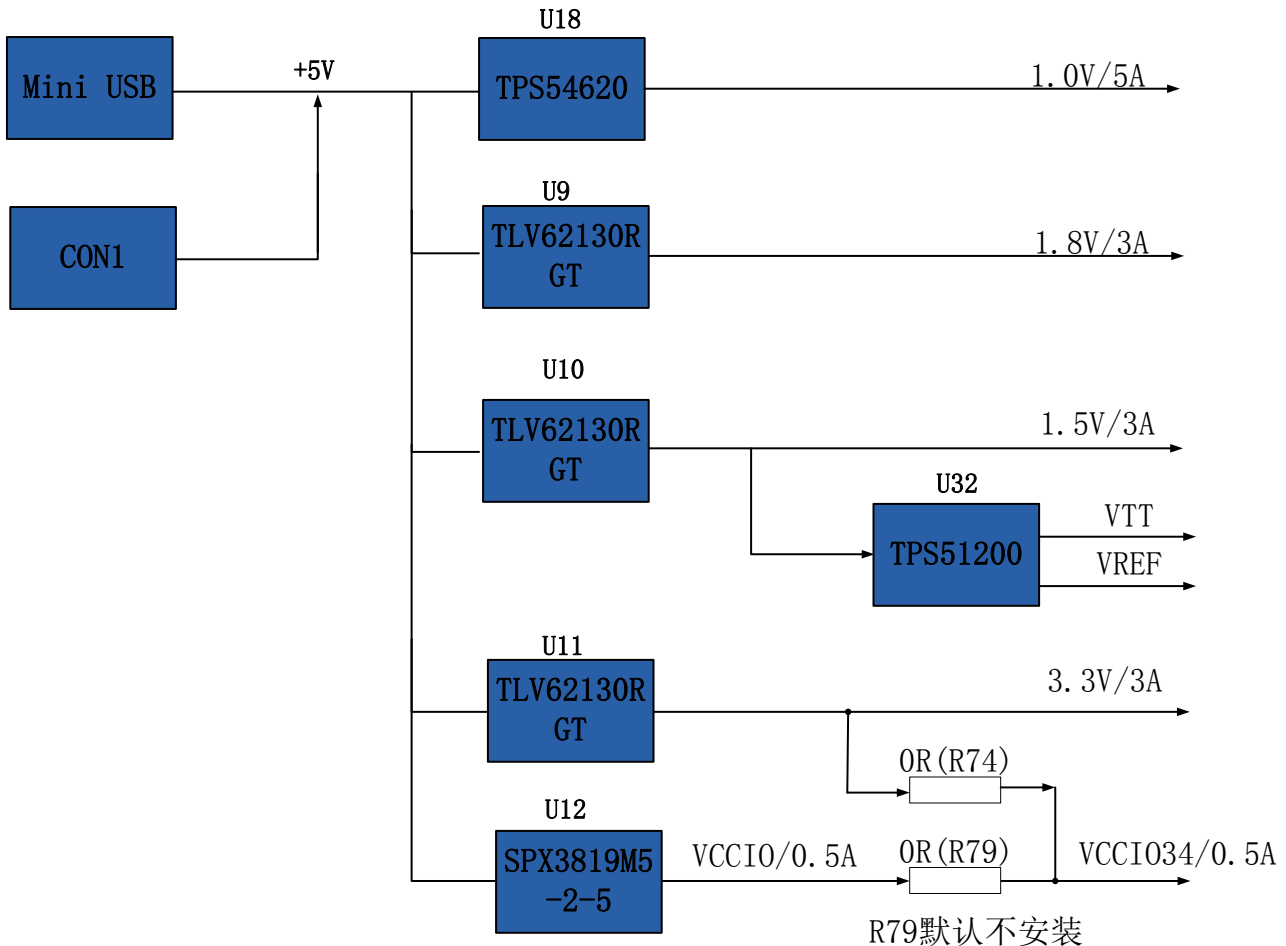 U18
Mini USB
+5V
TPS54620
1.0V/5A
U9
CON1
TLV62130R
GT
1.8V/3A
U10
TLV62130R
GT
1.5V/3A
U32
TPS51200
VTT
VREF
U11
TLV62130R
GT
3.3V/3A
0R(R74)
U12
SPX3819M5
-2-5
VCCIO/0.5A
0R(R79)
VCCIO34/0.5A
R79默认不安装